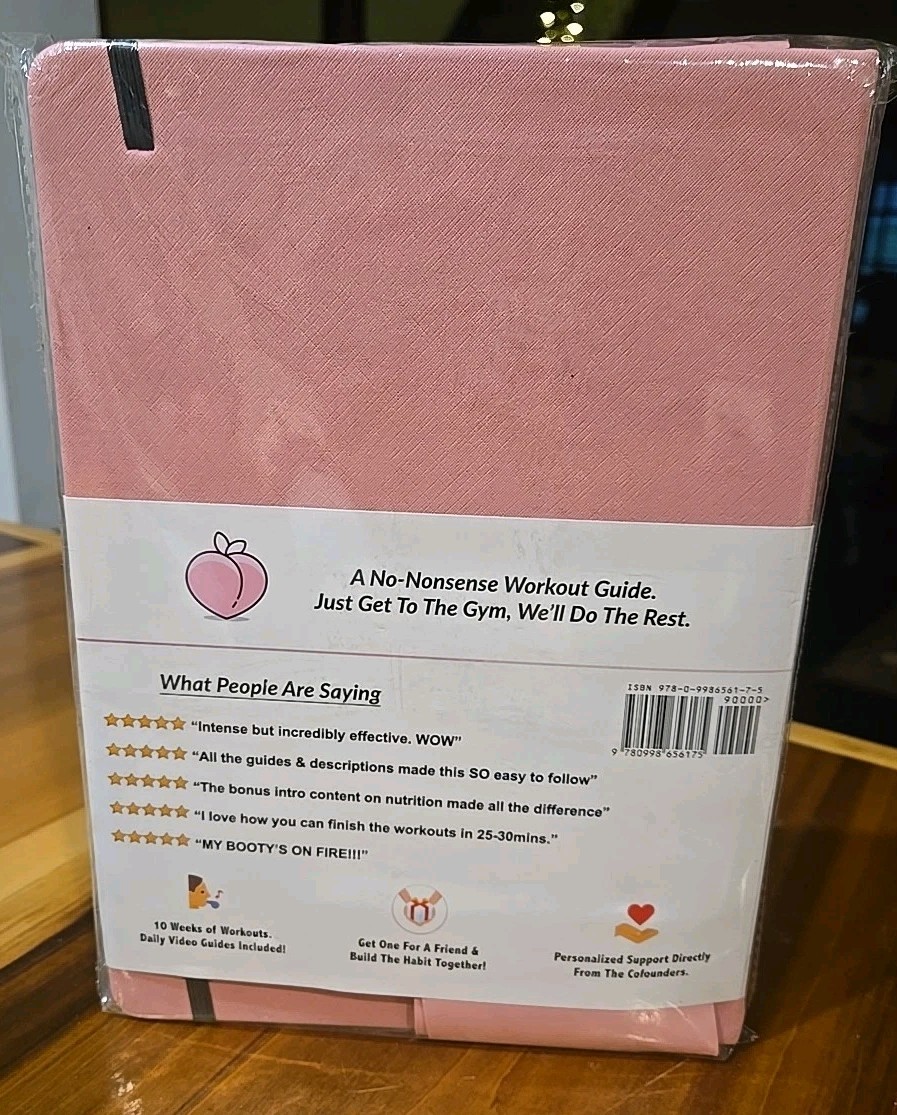 A No-Nonsense Workout Guide.
Just Get To The Gym, We'll Do The Rest.
What People Are Saying
ISBN 978-0-9986561-7-5
90000>
9 780998 656175
"Intense but incredibly effective. WOW"
"All the guides & descriptions made this SO easy to follow"
"The bonus intro content on nutrition made all the difference"
"I love how you can finish the workouts in 25-30mins."
"MY BOOTY'S ON FIRE!!!"
10 Weeks of Workouts.
Daily Video Guides Included!
Get One For A Friend &
Build The Habit Together!
Personalized Support Directly
From The Cofounders.